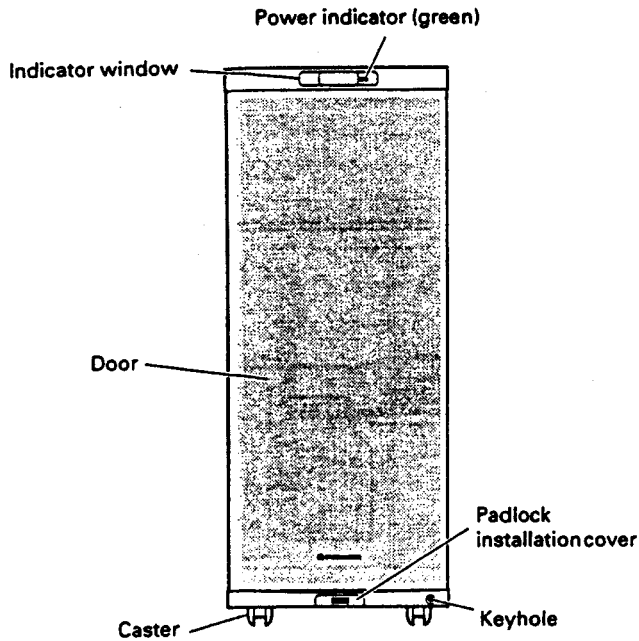 Power indicator (green)
Indicator window
Door
Padlock
installation cover
Caster
Keyhole